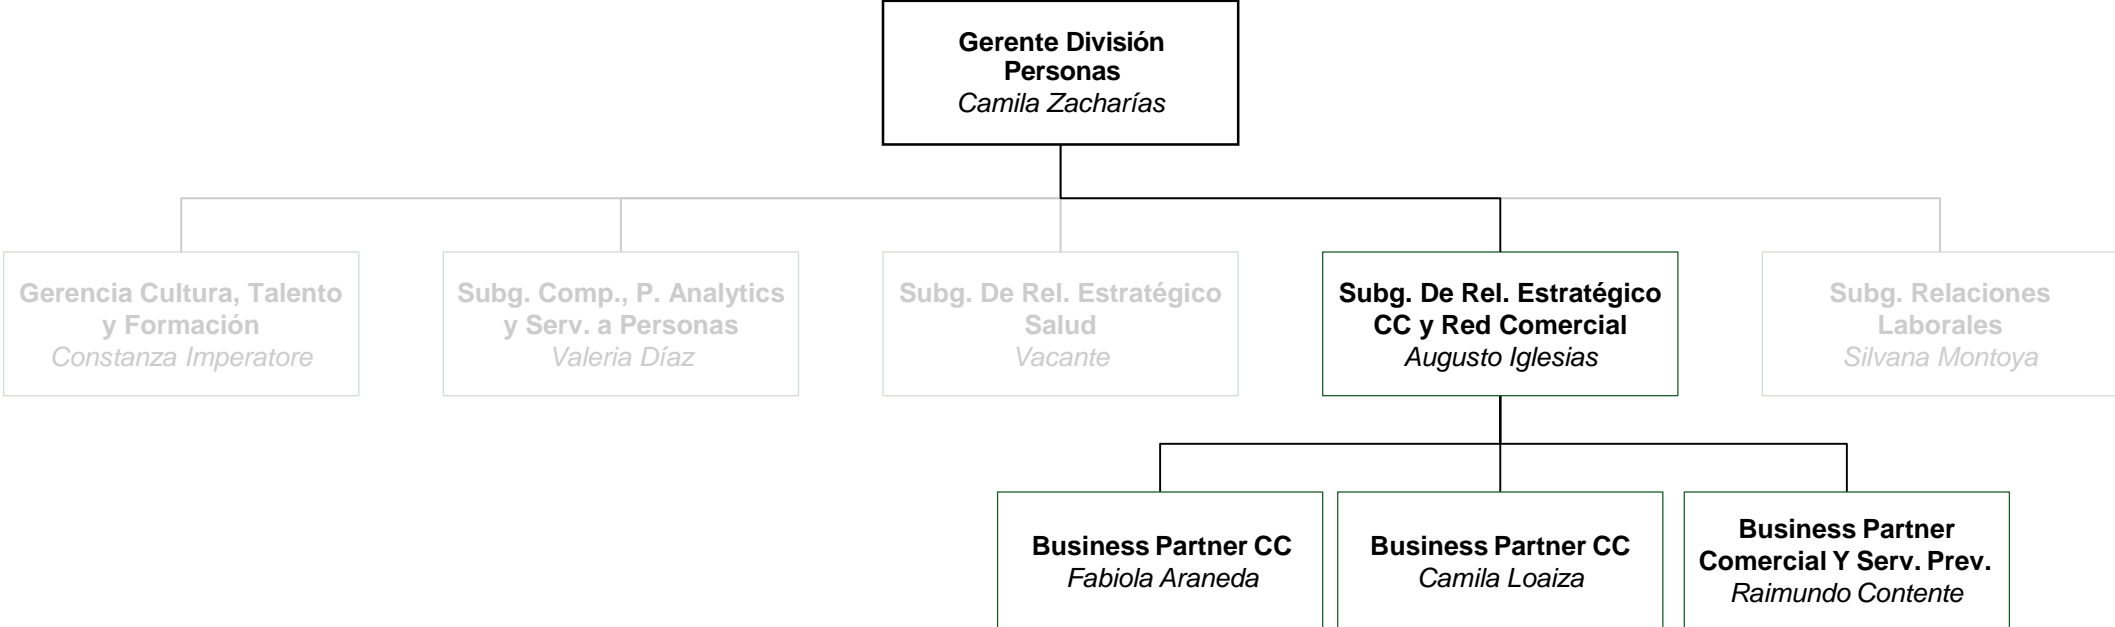 Gerente División
Personas
Camila Zacharías
Gerencia Cultura, Talento
y Formación
Constanza Imperatore
Subg. Comp., P. Analytics
y Serv. a Personas
Valeria Díaz
Subg. De Rel. Estratégico
Salud
Vacante
Subg. De Rel. Estratégico
CC y Red Comercial
Augusto Iglesias
Subg. Relaciones
Laborales
Silvana Montoya
Business Partner CC
Fabiola Araneda
Business Partner CC
Camila Loaiza
Business Partner
Comercial Y Serv. Prev.
Raimundo Contente